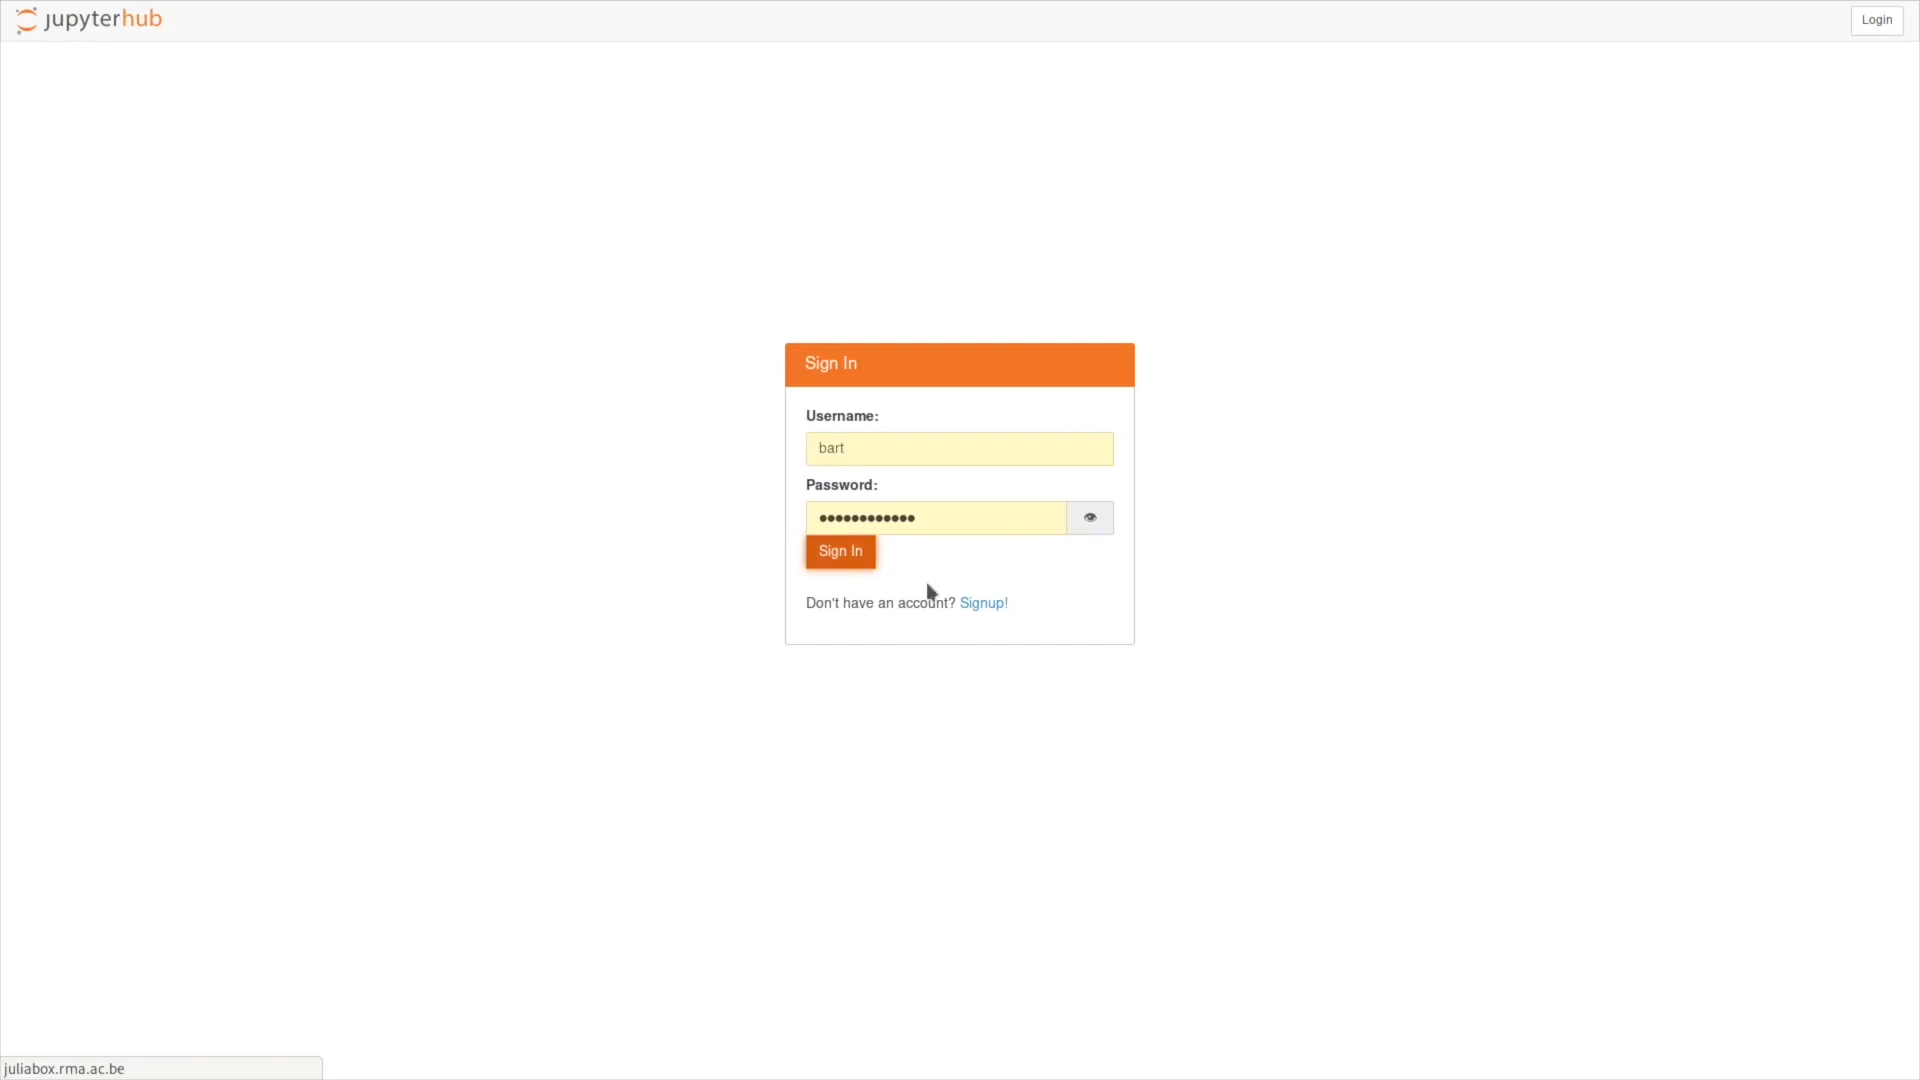 jupyterhub
Login
Sign In
Username:
bart
Password:
••••••••••••
Sign In
Don't have an account? Signup!
juliabox.rma.ac.be